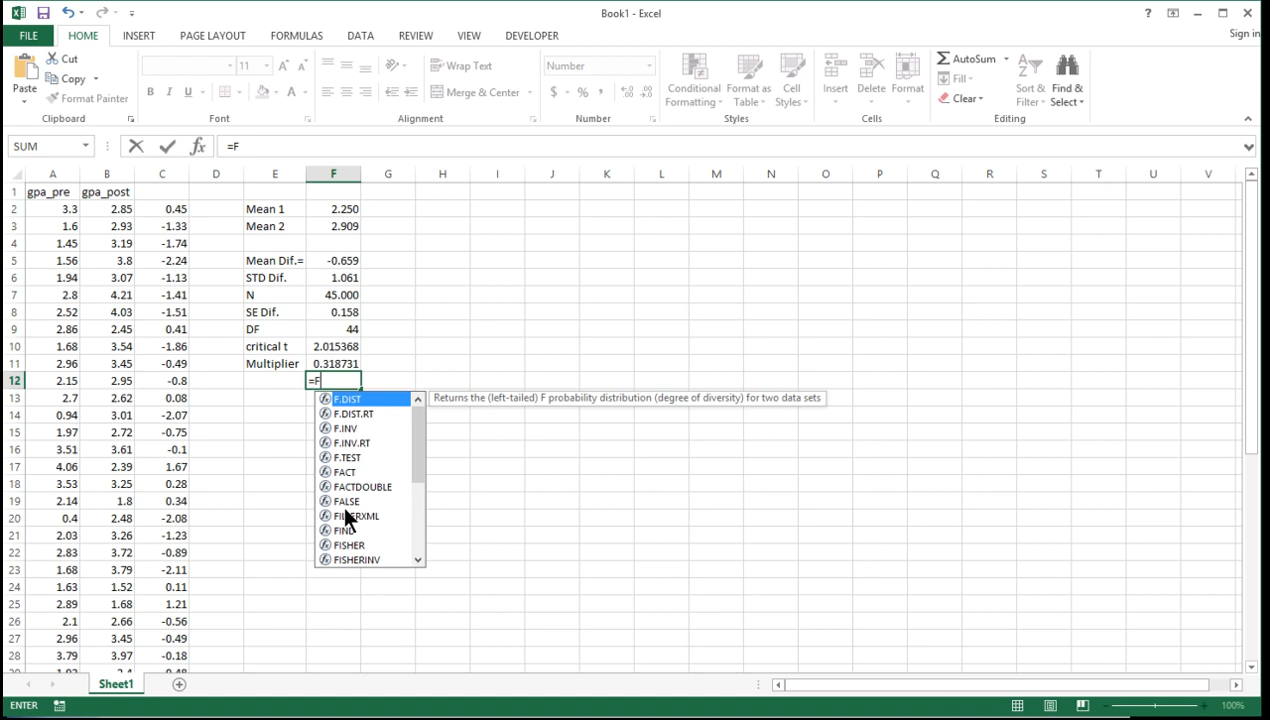 Book1 - Excel
?
Sign in
FILE HOME INSERT PAGE LAYOUT FORMULAS DATA REVIEW VIEW DEVELOPER
Paste
Cut
Copy
Format Painter
Clipboard
11
B I U
Font
Wrap Text
Merge & Center
Alignment
Number
$ % ,
Number
Conditional Formatting
Format as Table
Cell Styles
Styles
Insert Delete Format
Cells
AutoSum
Fill
Clear
Sort & Filter
Find & Select
Editing
SUM fx =F
A B C D E F G H I J K L M N O P Q R S T U V
1 gpa_pre gpa_post
2 3.3 2.85 0.45 Mean 1 2.250
3 1.6 2.93 -1.33 Mean 2 2.909
4 1.45 3.19 -1.74
5 1.56 3.8 -2.24 Mean Dif.= -0.659
6 1.94 3.07 -1.13 STD Dif. 1.061
7 2.8 4.21 -1.41 N 45.000
8 2.52 4.03 -1.51 SE Dif. 0.158
9 2.86 2.45 0.41 DF 44
10 1.68 3.54 -1.86 critical t 2.015368
11 2.96 3.45 -0.49 Multiplier 0.318731
12 2.15 2.95 -0.8 =F
13 2.7 2.62 0.08
14 0.94 3.01 -2.07
15 1.97 2.72 -0.75
16 3.51 3.61 -0.1
17 4.06 2.39 1.67
18 3.53 3.25 0.28
19 2.14 1.8 0.34
20 0.4 2.48 -2.08
21 2.03 3.26 -1.23
22 2.83 3.72 -0.89
23 1.68 3.79 -2.11
24 1.63 1.52 0.11
25 2.89 1.68 1.21
26 2.1 2.66 -0.56
27 2.96 3.45 -0.49
28 3.79 3.97 -0.18
F.DIST
Returns the (left-tailed) F probability distribution (degree of diversity) for two data sets
F.DIST.RT
F.INV
F.INV.RT
F.TEST
FACT
FACTDOUBLE
FALSE
FILTERXML
FIND
FISHER
FISHERINV
Sheet1
ENTER
100%